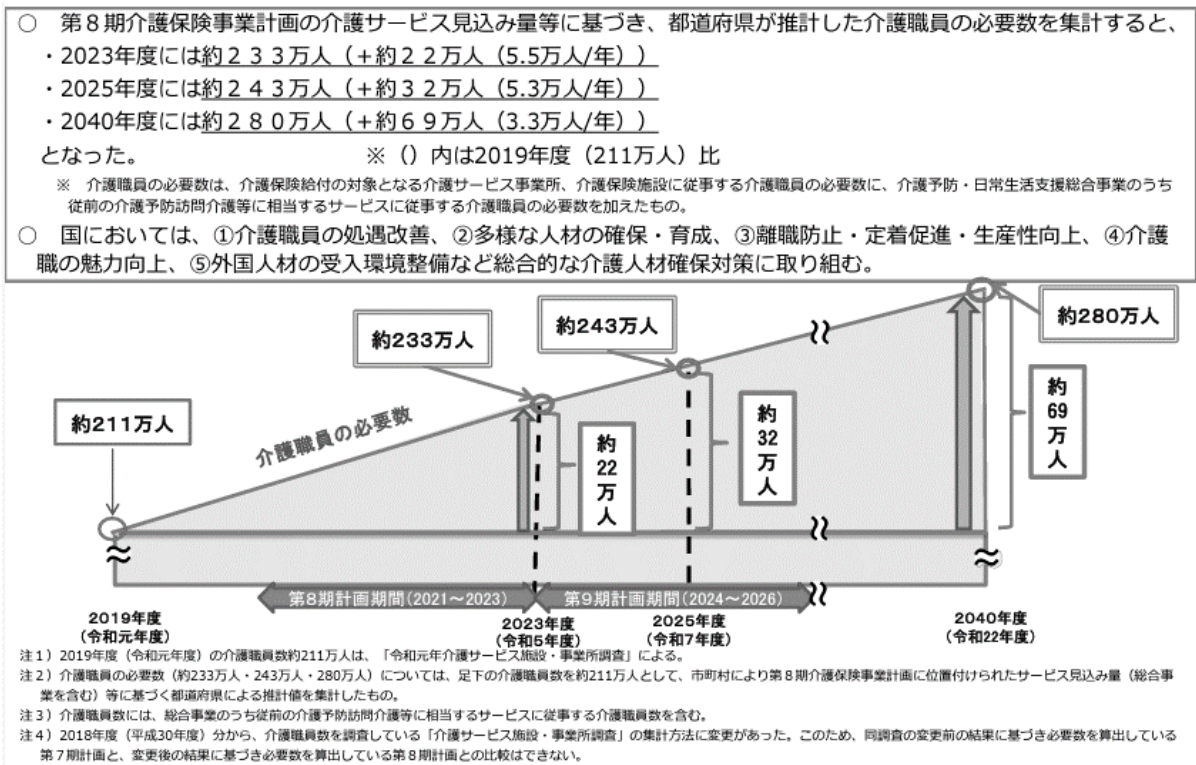 ○　第８期介護保険事業計画の介護サービス見込み量等に基づき、都道府県が推計した介護職員の必要数を集計すると、
・2023年度には約２３３万人（＋約２２万人（5.5万人/年））
・2025年度には約２４３万人（＋約３２万人（5.3万人/年））
・2040年度には約２８０万人（＋約６９万人（3.3万人/年））
となった。　※（）内は2019年度（211万人）比
※　介護職員の必要数は、介護保険給付の対象となる介護サービス事業所、介護保険施設に従事する介護職員の必要数に、介護予防・日常生活支援総合事業のうち
従前の介護予防訪問介護等に相当するサービスに従事する介護職員の必要数を加えたもの。
○　国においては、①介護職員の処遇改善、②多様な人材の確保・育成、③離職防止・定着促進・生産性向上、④介護
職の魅力向上、⑤外国人材の受入環境整備など総合的な介護人材確保対策に取り組む。
約211万人
約233万人
約243万人
約280万人
介護職員の必要数
約22万人
約32万人
約69万人
第８期計画期間（2021～2023）
第９期計画期間（2024～2026）
2019年度
（令和元年度）
2023年度
（令和5年度）
2025年度
（令和7年度）
2040年度
（令和22年度）
注１）2019年度（令和元年度）の介護職員数約211万人は、「令和元年介護サービス施設・事業所調査」による。
注２）介護職員の必要数（約233万人・243万人・280万人）については、足下の介護職員数を約211万人として、市町村により第８期介護保険事業計画に位置付けられたサービス見込み量（総合事
業を含む）等に基づく都道府県による推計値を集計したもの。
注３）介護職員数には、総合事業のうち従前の介護予防訪問介護等に相当するサービスに従事する介護職員数を含む。
注４）2018年度（平成30年度）分から、介護職員数を調査している「介護サービス施設・事業所調査」の集計方法に変更があった。このため、同調査の変更前の結果に基づき必要数を算出している
第７期計画と、変更後の結果に基づき必要数を算出している第８期計画との比較はできない。